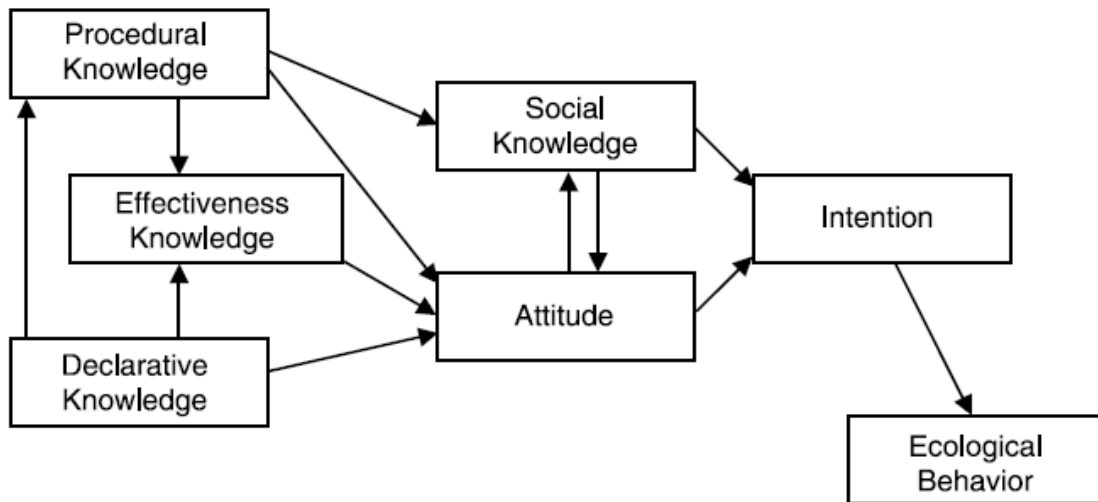 Procedural
Knowledge
Social
Knowledge
Effectiveness
Knowledge
Intention
Attitude
Declarative
Knowledge
Ecological
Behavior